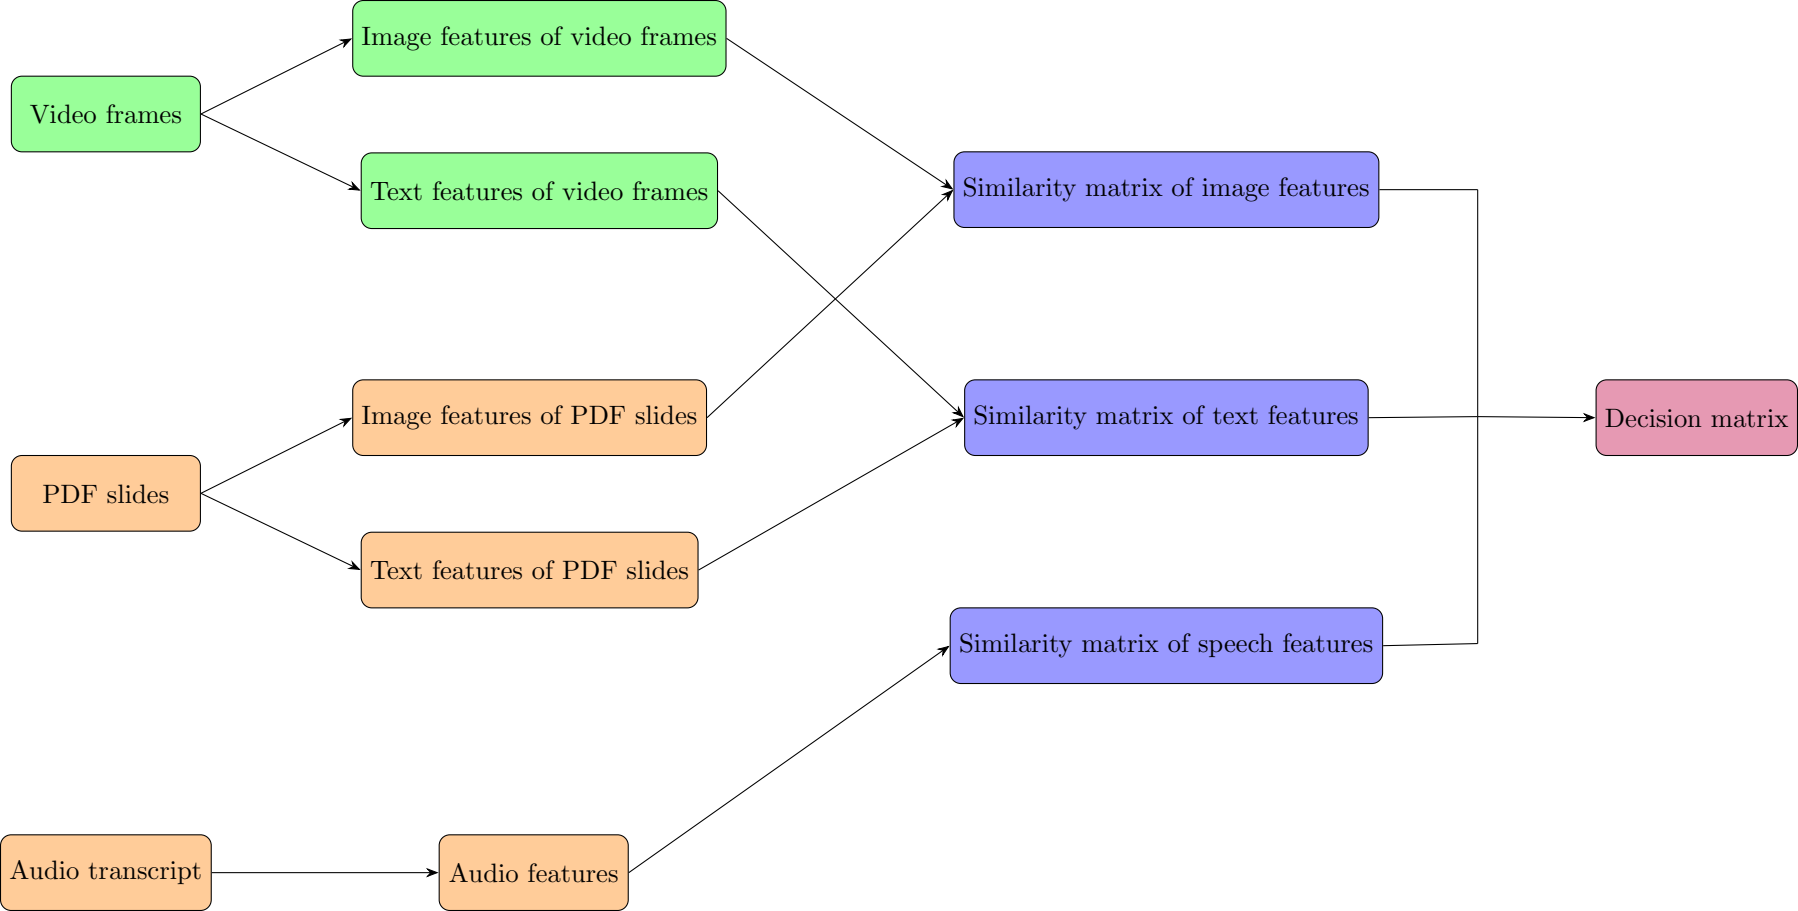 Image features of video frames
Video frames
Text features of video frames
Similarity matrix of image features
Image features of PDF slides
Similarity matrix of text features
Decision matrix
PDF slides
Text features of PDF slides
Similarity matrix of speech features
Audio transcript
Audio features